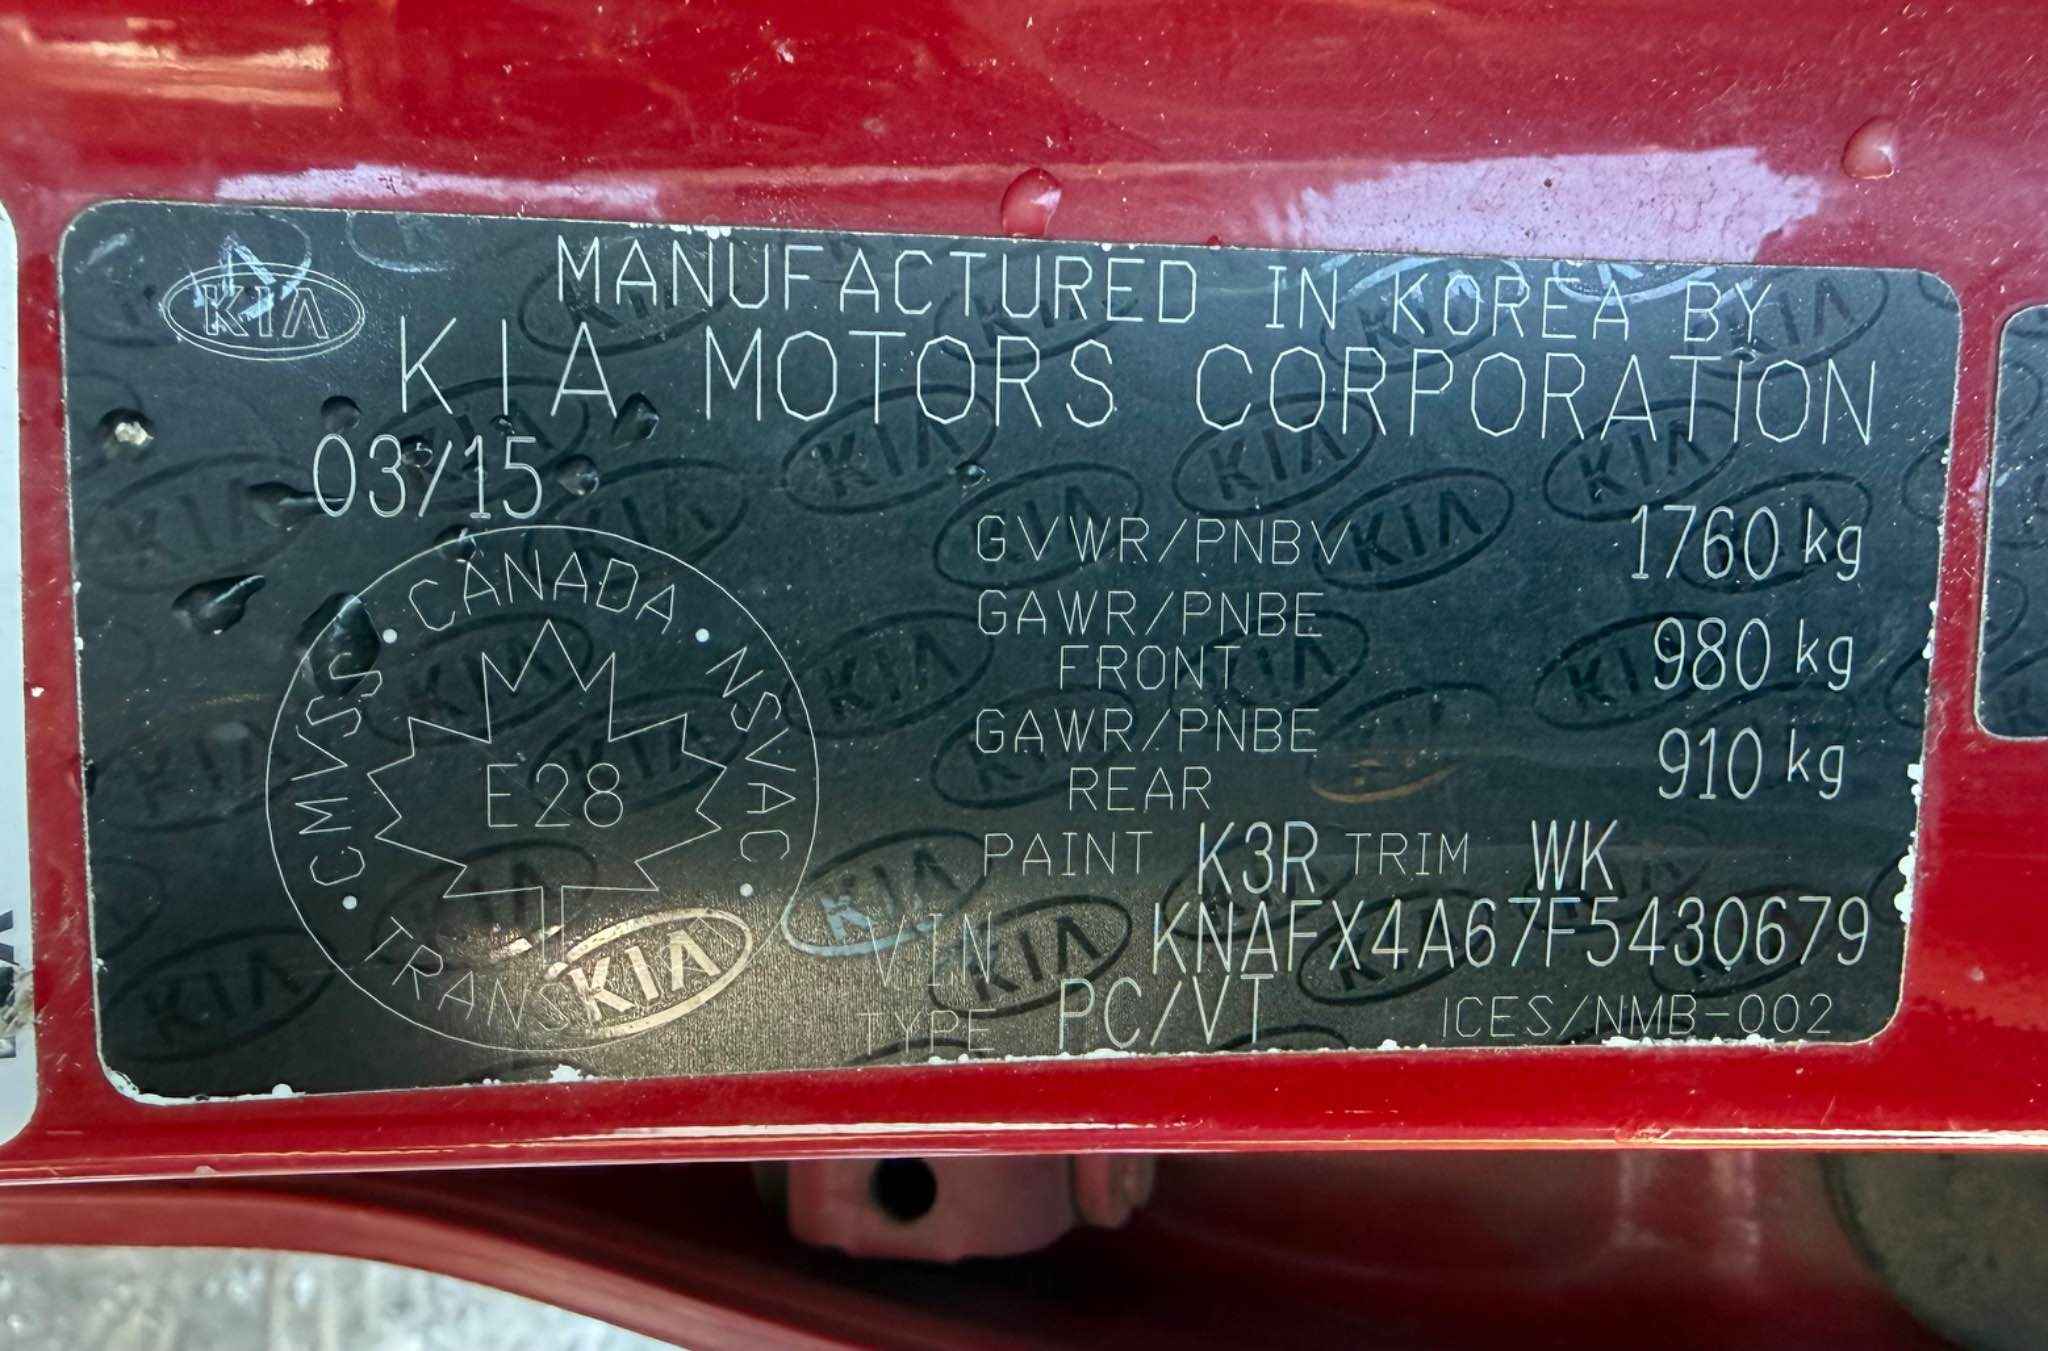 KIA
MANUFACTURED IN KOREA BY
KIA MOTORS CORPORATION
03/15
CANADA
NSVAC
TRANS
CMVSS
E28
GVWR/PNBV 1760 kg
GAWR/PNBE
FRONT 980 kg
GAWR/PNBE
REAR 910 kg
PAINT K3R TRIM WK
VIN KNAFX4A67F5430679
TYPE PC/VT ICES/NMB-002